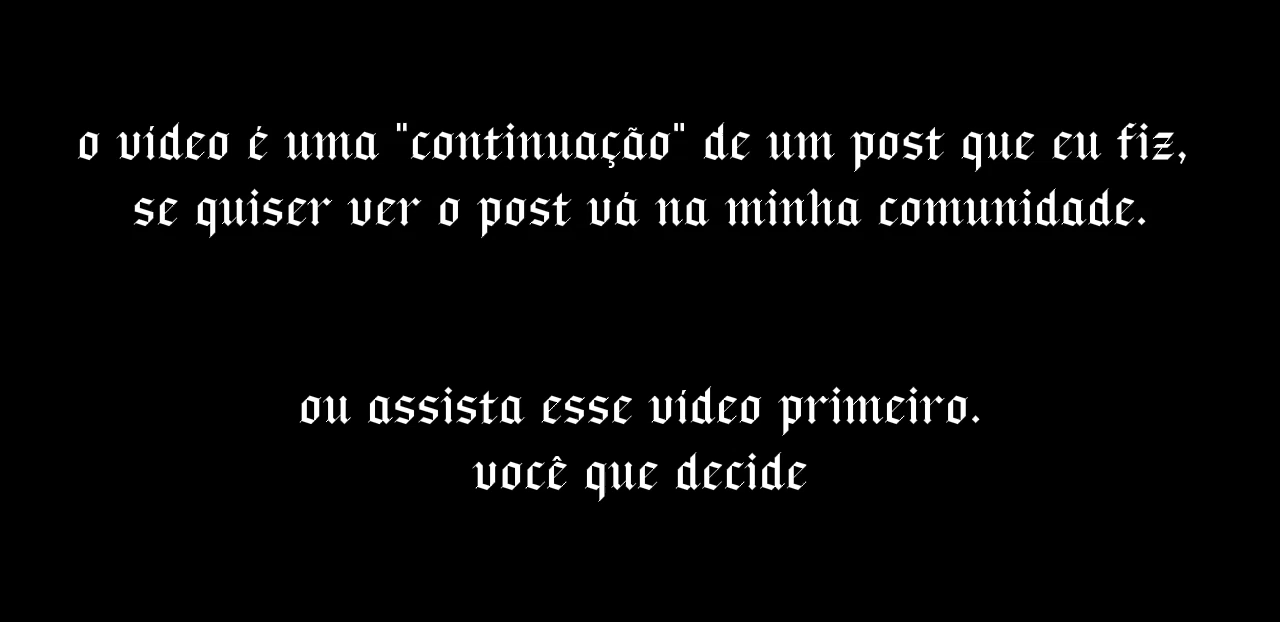 o vídeo é uma "continuação" de um post que eu fiz,
se quiser ver o post vá na minha comunidade.
ou assista esse vídeo primeiro.
você que decide